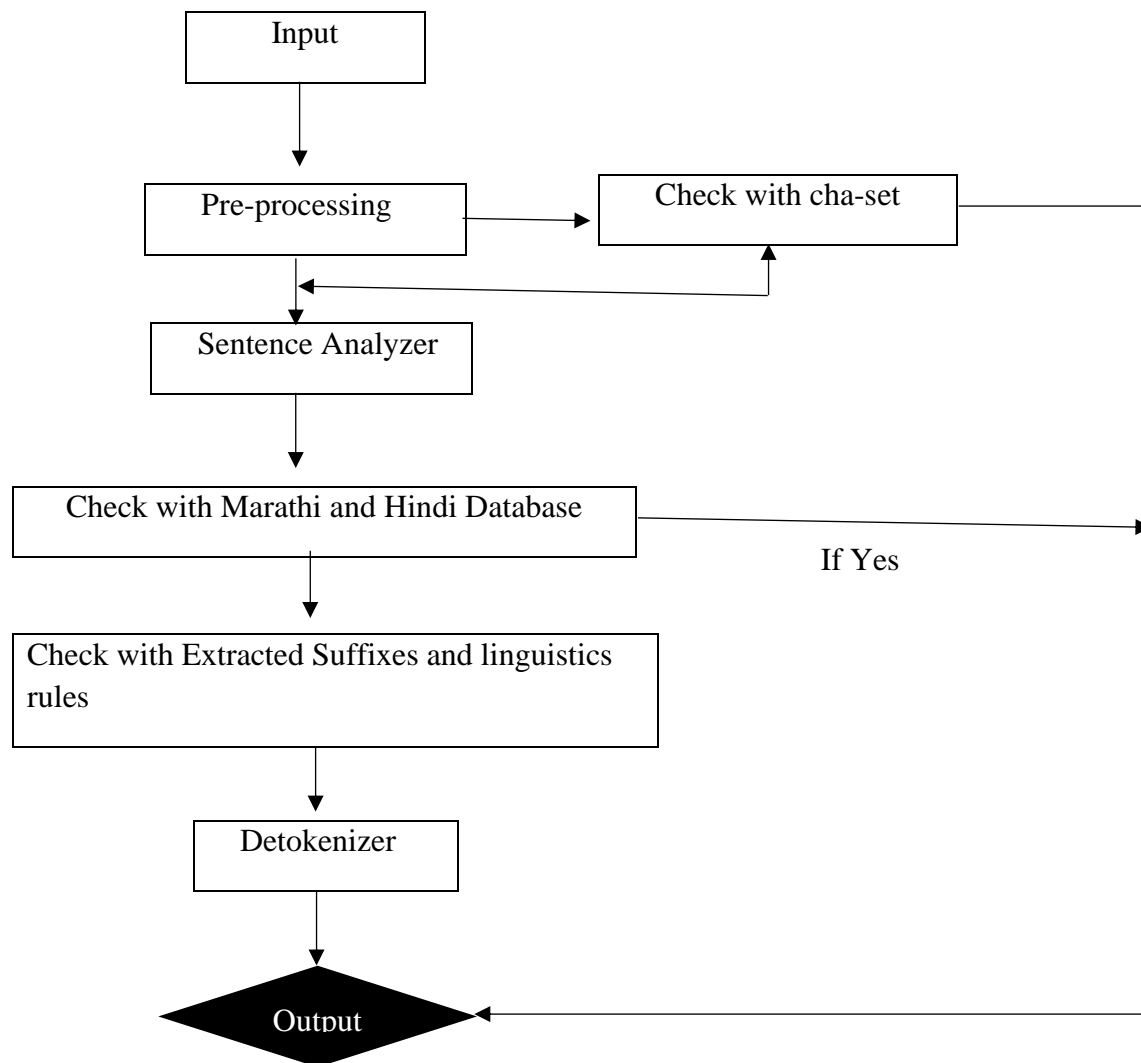 Input
Pre-processing
Check with cha-set
Sentence Analyzer
Check with Marathi and Hindi Database
If Yes
Check with Extracted Suffixes and linguistics
rules
Detokenizer
Output